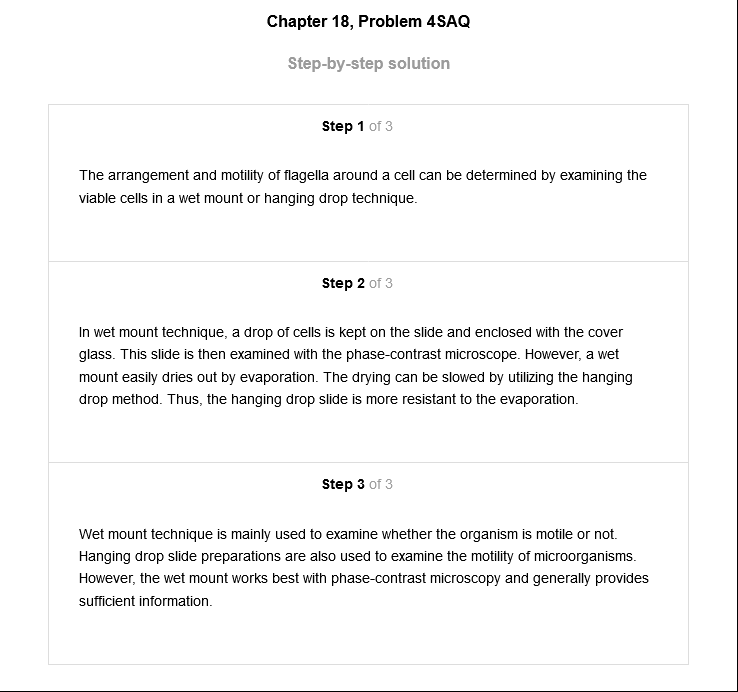 Chapter 18, Problem 4SAQ
Step-by-step solution
Step 1 of 3
The arrangement and motility of flagella around a cell can be determined by examining the
viable cells in a wet mount or hanging drop technique.
Step 2 of 3
In wet mount technique, a drop of cells is kept on the slide and enclosed with the cover
glass. This slide is then examined with the phase-contrast microscope. However, a wet
mount easily dries out by evaporation. The drying can be slowed by utilizing the hanging
drop method. Thus, the hanging drop slide is more resistant to the evaporation.
Step 3 of 3
Wet mount technique is mainly used to examine whether the organism is motile or not.
Hanging drop slide preparations are also used to examine the motility of microorganisms.
However, the wet mount works best with phase-contrast microscopy and generally provides
sufficient information.